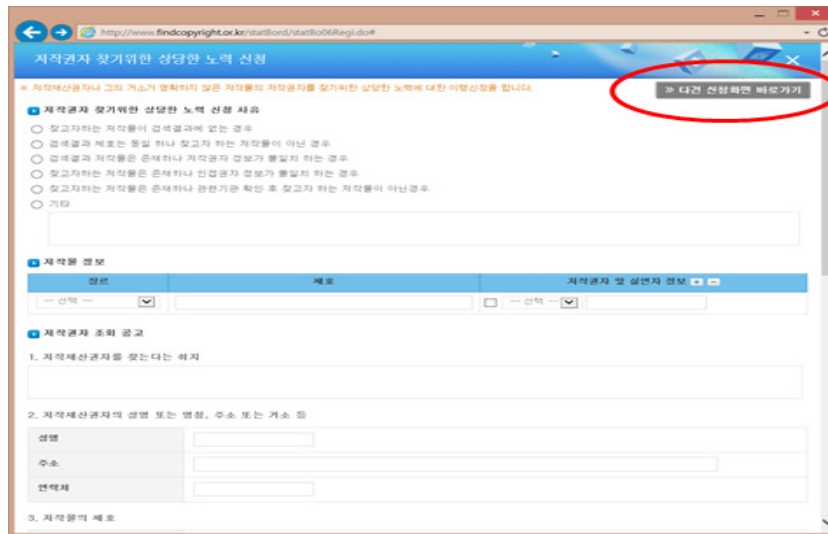 http://www.findcopyright.or.kr/statBord/statBo06Regi.do#
저작권자 찾기위한 상당한 노력 신청
※ 저작재산권자나 그의 거소가 명확하지 않은 저작물의 저작권자를 찾기위한 상당한 노력에 대한 이행신청을 합니다.
≫ 다건 신청화면 바로가기
저작권자 찾기위한 상당한 노력 신청 사유
찾고자하는 저작물이 검색결과에 없는 경우
검색결과 제호는 동일 하나 찾고자 하는 저작물이 아닌 경우
검색결과 저작물은 존재하나 저작권자 정보가 불일치 하는 경우
찾고자하는 저작물은 존재하나 인접권자 정보가 불일치 하는 경우
찾고자하는 저작물은 존재하나 관련기관 확인 후 찾고자 하는 저작물이 아닌경우
기타
저작물 정보
장르 제호 저작권자 및 실연자 정보 + -
-- 선택 -- -- 선택 --
저작권자 조회 공고
1. 저작재산권자를 찾는다는 취지
2. 저작재산권자의 성명 또는 명칭, 주소 또는 거소 등
성명
주소
연락처
3. 저작물의 제호